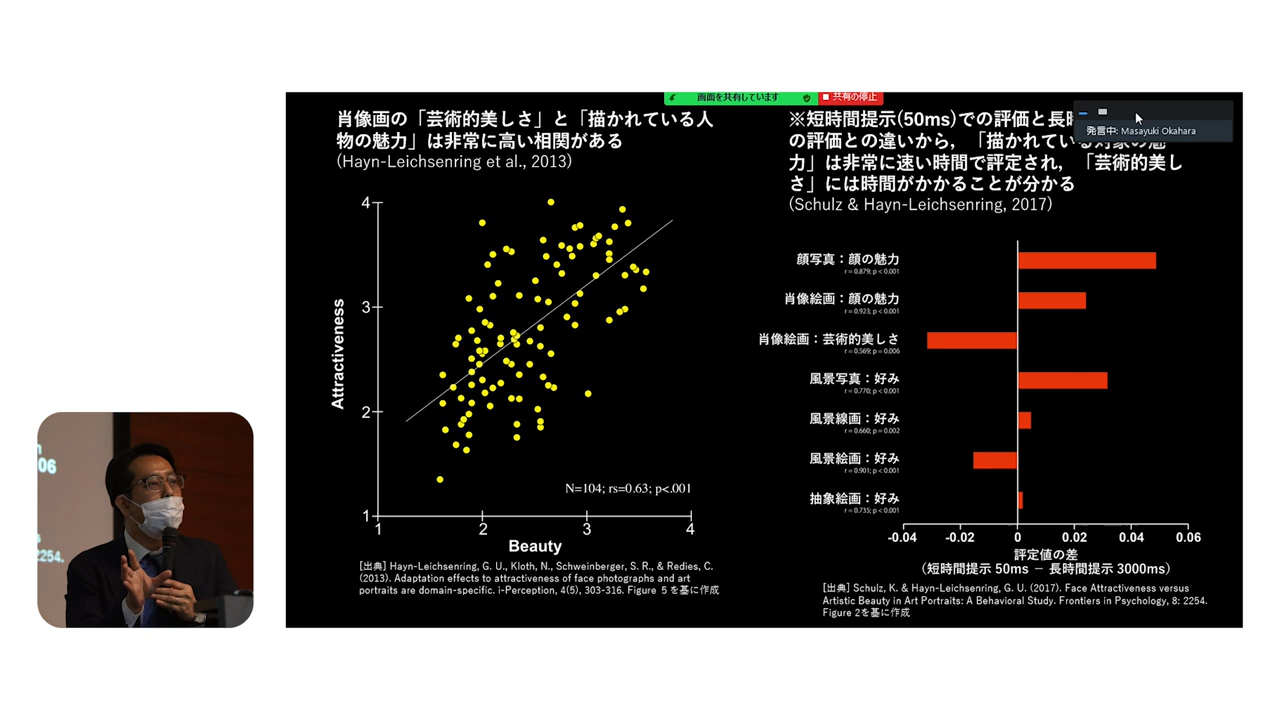 画面を共有しています
共有の停止
発言中: Masayuki Okahara
肖像画の「芸術的美しさ」と「描かれている人
物の魅力」は非常に高い相関がある
(Hayn-Leichsenring et al., 2013)
4
3
2
1
Attractiveness
N=104; rs=0.63; p<.001
1
2
3
4
Beauty
[出典] Hayn-Leichsenring, G. U., Kloth, N., Schweinberger, S. R., & Redies, C.
(2013). Adaptation effects to attractiveness of face photographs and art
portraits are domain-specific. i-Perception, 4(5), 303-316. Figure 5 を基に作成
※短時間提示(50ms)での評価と長時
の評価との違いから，「描かれている対象の魅
力」は非常に速い時間で評定され，「芸術的美し
さ」には時間がかかることが分かる
(Schulz & Hayn-Leichsenring, 2017)
顔写真：顔の魅力
r = 0.879; p < 0.001
肖像絵画：顔の魅力
r = 0.923; p < 0.001
肖像絵画：芸術的美しさ
r = 0.569; p = 0.006
風景写真：好み
r = 0.770; p < 0.001
風景線画：好み
r = 0.660; p = 0.002
風景絵画：好み
r = 0.901; p < 0.001
抽象絵画：好み
r = 0.735; p < 0.001
-0.04
-0.02
0
0.02
0.04
0.06
評定値の差
（短時間提示 50ms － 長時間提示 3000ms）
[出典] Schulz, K. & Hayn-Leichsenring, G. U. (2017). Face Attractiveness versus
Artistic Beauty in Art Portraits: A Behavioral Study. Frontiers in Psychology, 8: 2254.
Figure 2を基に作成
06
2254.